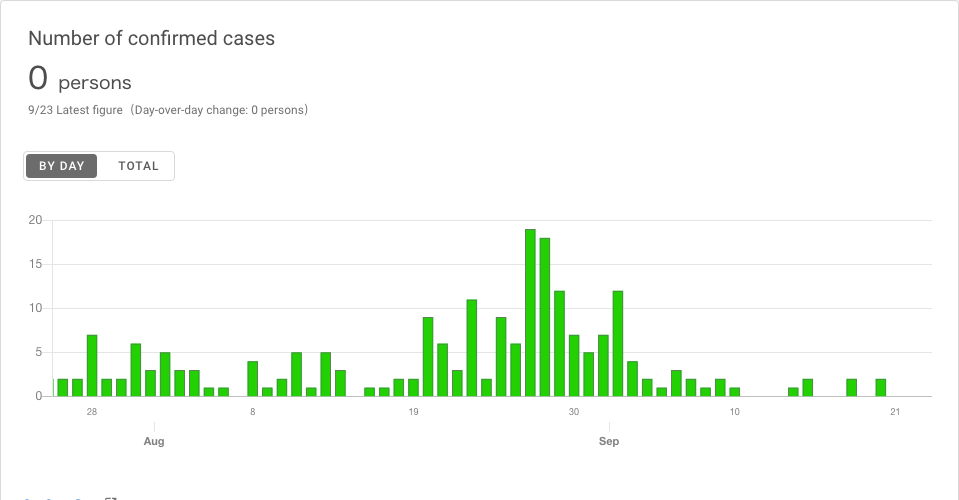 Number of confirmed cases
0 persons
9/23 Latest figure（Day-over-day change: 0 persons）
BY DAY TOTAL
20
15
10
5
0
28 8 19 30 10 21
Aug Sep